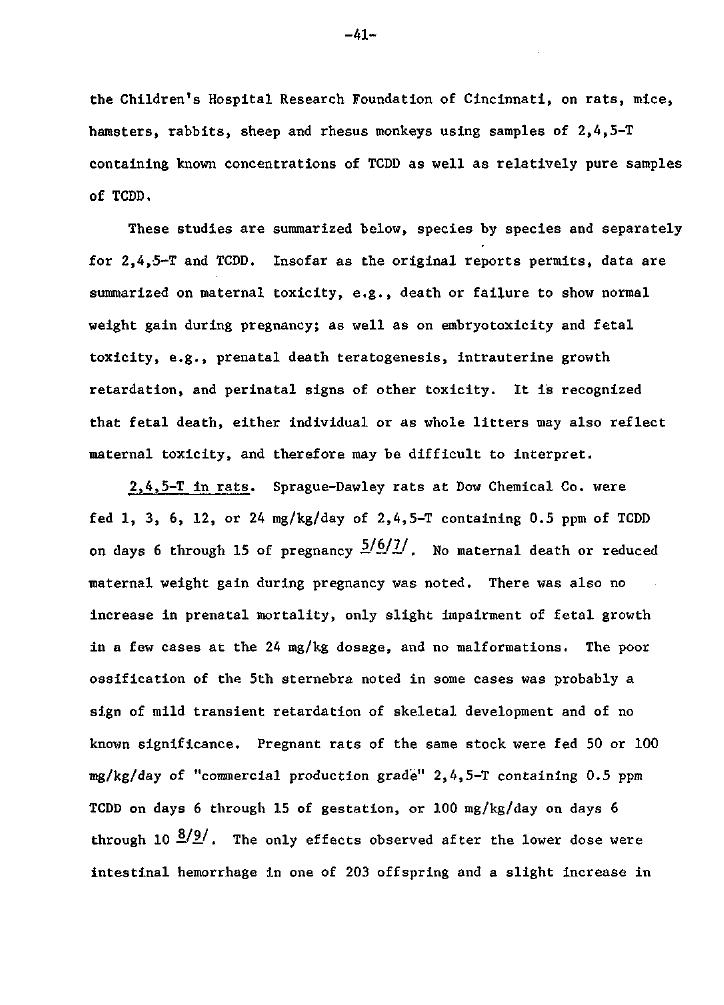 -41-
the Children's Hospital Research Foundation of Cincinnati, on rats, mice,
hamsters, rabbits, sheep and rhesus monkeys using samples of 2,4,5-T
containing known concentrations of TCDD as well as relatively pure samples
of TCDD.
These studies are summarized below, species by species and separately
for 2,4,5-T and TCDD. Insofar as the original reports permits, data are
summarized on maternal toxicity, e.g., death or failure to show normal
weight gain during pregnancy; as well as on embryotoxicity and fetal
toxicity, e.g., prenatal death teratogenesis, intrauterine growth
retardation, and perinatal signs of other toxicity. It is recognized
that fetal death, either individual or as whole litters may also reflect
maternal toxicity, and therefore may be difficult to interpret.
2,4,5-T in rats. Sprague-Dawley rats at Dow Chemical Co. were
fed 1, 3, 6, 12, or 24 mg/kg/day of 2,4,5-T containing 0.5 ppm of TCDD
on days 6 through 15 of pregnancy 5/6/7/. No maternal death or reduced
maternal weight gain during pregnancy was noted. There was also no
increase in prenatal mortality, only slight impairment of fetal growth
in a few cases at the 24 mg/kg dosage, and no malformations. The poor
ossification of the 5th sternebra noted in some cases was probably a
sign of mild transient retardation of skeletal development and of no
known significance. Pregnant rats of the same stock were fed 50 or 100
mg/kg/day of "commercial production grade" 2,4,5-T containing 0.5 ppm
TCDD on days 6 through 15 of gestation, or 100 mg/kg/day on days 6
through 10 8/9/. The only effects observed after the lower dose were
intestinal hemorrhage in one of 203 offspring and a slight increase in